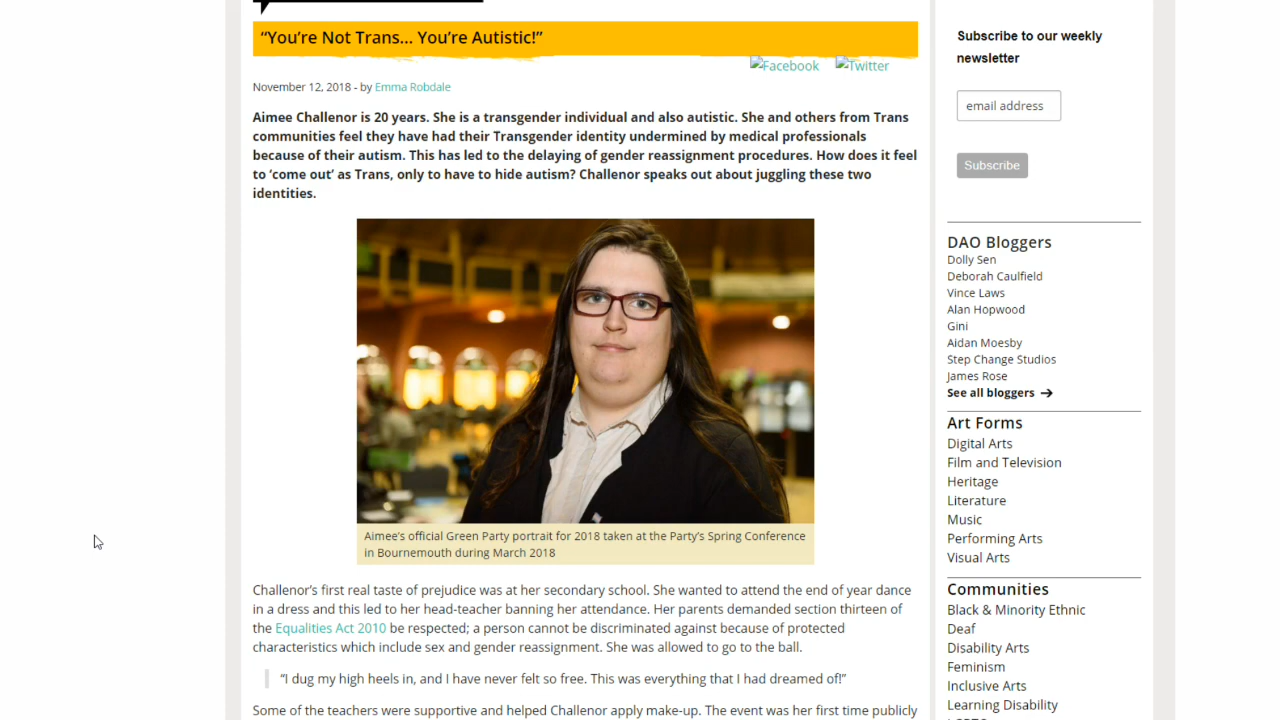 “You’re Not Trans… You’re Autistic!”
Facebook
Twitter
November 12, 2018 - by Emma Robdale
Aimee Challenor is 20 years. She is a transgender individual and also autistic. She and others from Trans
communities feel they have had their Transgender identity undermined by medical professionals
because of their autism. This has led to the delaying of gender reassignment procedures. How does it feel
to ‘come out’ as Trans, only to have to hide autism? Challenor speaks out about juggling these two
identities.
Aimee’s official Green Party portrait for 2018 taken at the Party’s Spring Conference
in Bournemouth during March 2018
Challenor’s first real taste of prejudice was at her secondary school. She wanted to attend the end of year dance
in a dress and this led to her head-teacher banning her attendance. Her parents demanded section thirteen of
the Equalities Act 2010 be respected; a person cannot be discriminated against because of protected
characteristics which include sex and gender reassignment. She was allowed to go to the ball.
“I dug my high heels in, and I have never felt so free. This was everything that I had dreamed of!”
Some of the teachers were supportive and helped Challenor apply make-up. The event was her first time publicly
Subscribe to our weekly
newsletter
email address
Subscribe
DAO Bloggers
Dolly Sen
Deborah Caulfield
Vince Laws
Alan Hopwood
Gini
Aidan Moesby
Step Change Studios
James Rose
See all bloggers
Art Forms
Digital Arts
Film and Television
Heritage
Literature
Music
Performing Arts
Visual Arts
Communities
Black & Minority Ethnic
Deaf
Disability Arts
Feminism
Inclusive Arts
Learning Disability